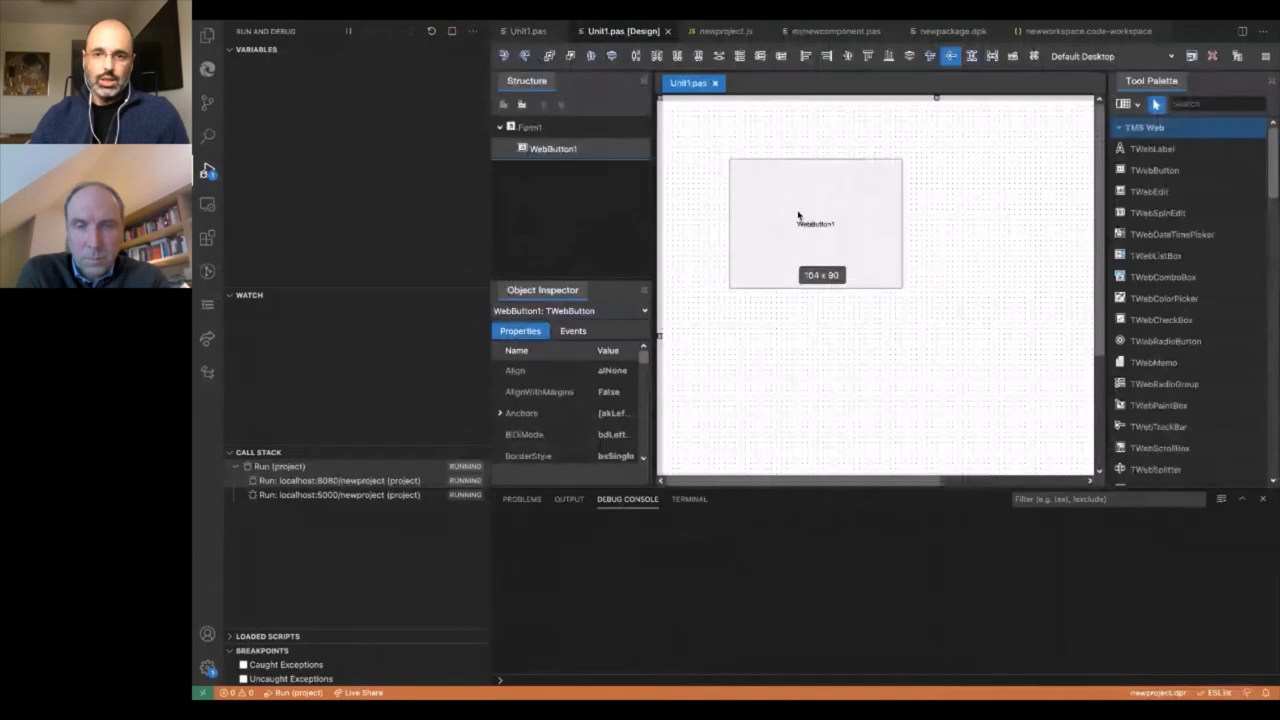 RUN AND DEBUG
VARIABLES
WATCH
CALL STACK
Run (project) RUNNING
Run: localhost:8080/newproject (project) RUNNING
Run: localhost:5000/newproject (project) RUNNING
LOADED SCRIPTS
BREAKPOINTS
Caught Exceptions
Uncaught Exceptions
Unit1.pas Unit1.pas [Design] newproject.js mynewcomponent.pas newpackage.dpk newworkspace.code-workspace
Default Desktop
Structure
Form1
WebButton1
Object Inspector
WebButton1: TWebButton
Properties Events
Name Value
Align alNone
AlignWithMargins False
Anchors [akLef..
BiDiMode bdLeft..
BorderStyle bsSingle
Unit1.pas
WebButton1
104 x 90
Tool Palette
Search
TMS Web
TWebLabel
TWebButton
TWebEdit
TWebSpinEdit
TWebDateTimePicker
TWebListBox
TWebComboBox
TWebColorPicker
TWebCheckBox
TWebRadioButton
TWebMemo
TWebRadioGroup
TWebPaintBox
TWebTrackBar
TWebScrollBox
TWebSplitter
PROBLEMS OUTPUT DEBUG CONSOLE TERMINAL
Filter (e.g. text, !exclude)
0 0 Run (project) Live Share
newproject.dpr ESLint